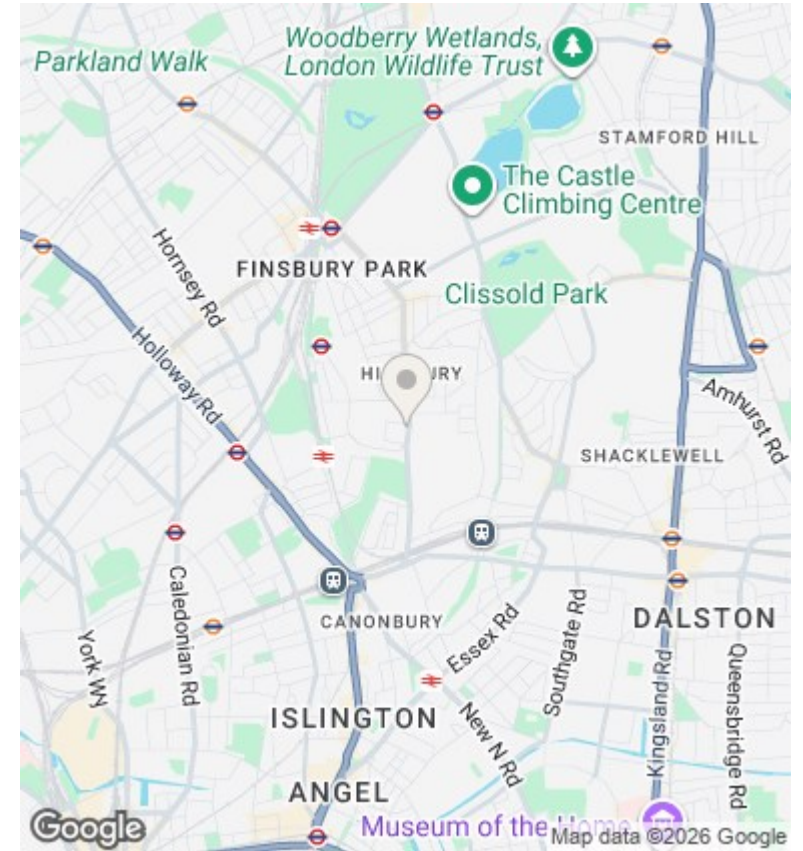 Woodberry Wetlands,
London Wildlife Trust
Parkland Walk
STAMFORD HILL
The Castle
Climbing Centre
Hornsey Rd
FINSBURY PARK
Clissold Park
Holloway Rd
Amhurst Rd
SHACKLEWELL
Caledonian Rd
York Wy
CANONBURY
Essex Rd
Southgate Rd
DALSTON
Queensbridge Rd
Kingsland Rd
ISLINGTON
New N Rd
ANGEL
Museum of the Home
Google
Map data ©2026 Google